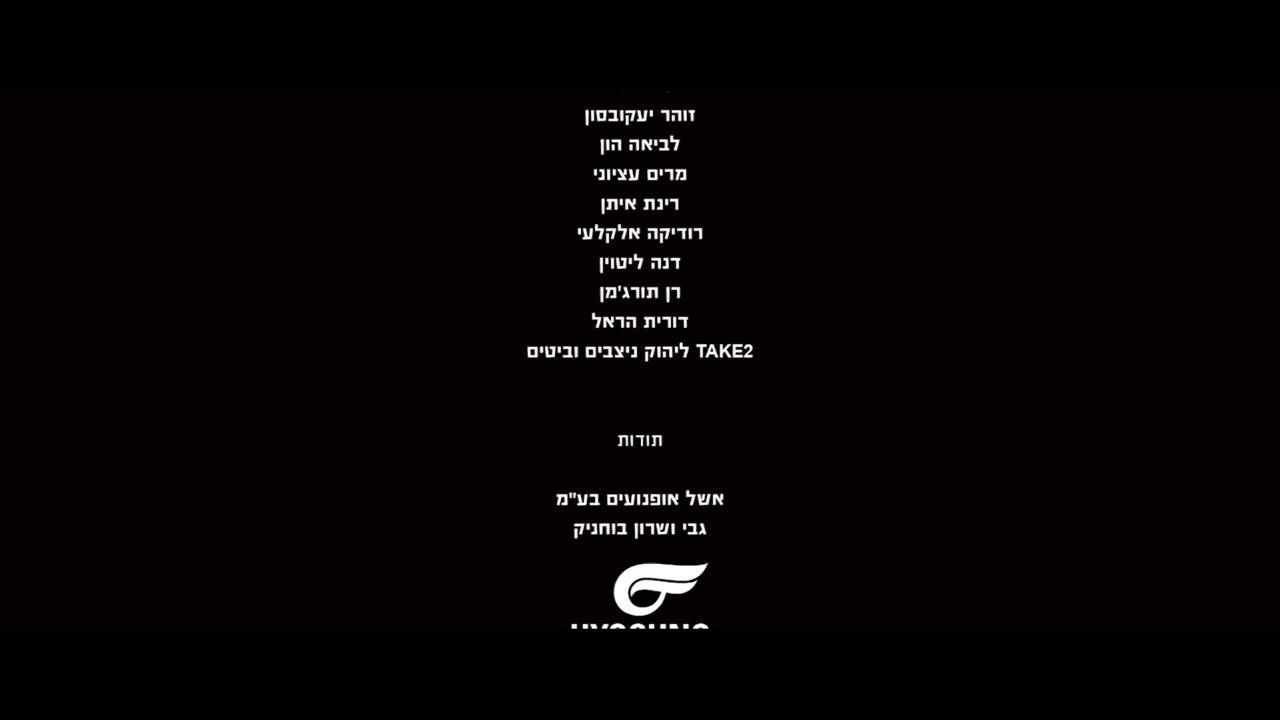 זוהר יעקובסון
לביאה הון
מרים עציוני
רינת איתן
רודיקה אלקלעי
דנה ליטוין
רן תורג'מן
דורית הראל
TAKE2 ליהוק ניצבים וביטים
תודות
אשל אופנועים בע"מ
גבי ושרון בוחניק
HYOSUNG